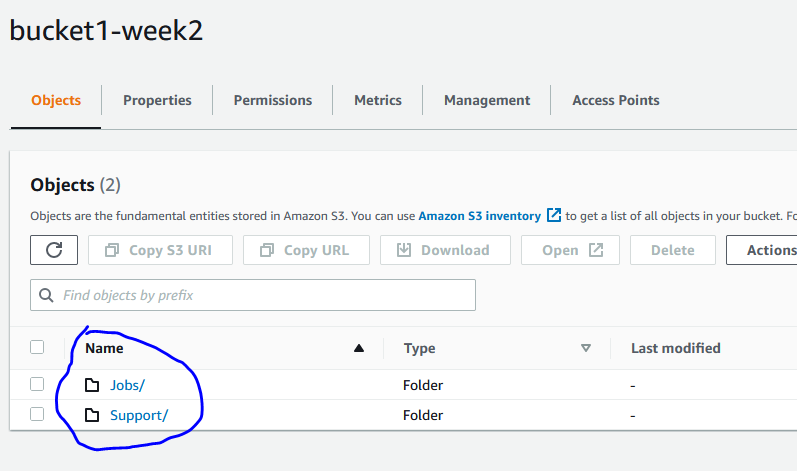 bucket1-week2
Objects Properties Permissions Metrics Management Access Points
Objects (2)
Objects are the fundamental entities stored in Amazon S3. You can use Amazon S3 inventory to get a list of all objects in your bucket. Fo
Copy S3 URI Copy URL Download Open Delete Actions
Find objects by prefix
Name Type Last modified
Jobs/ Folder -
Support/ Folder -